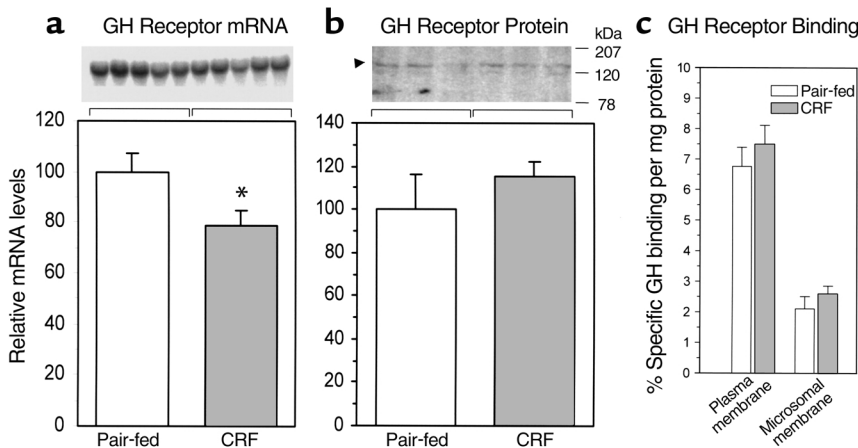 a GH Receptor mRNA
Relative mRNA levels
120
100
80
60
40
20
0
*
Pair-fed CRF
b GH Receptor Protein
kDa
207
120
78
140
120
100
80
60
40
20
0
Pair-fed CRF
c GH Receptor Binding
% Specific GH binding per mg protein
10
9
8
7
6
5
4
3
2
1
0
Pair-fed
CRF
Plasma
membrane
Microsomal
membrane